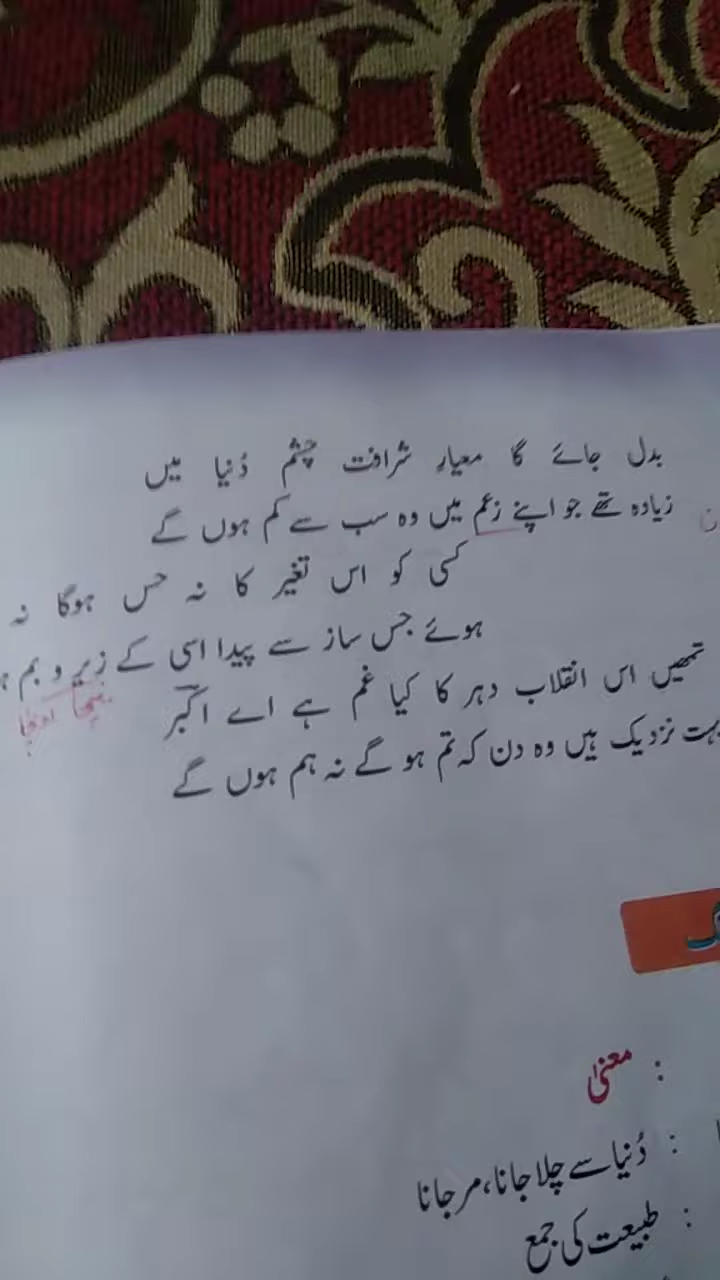 بدل جائے گا معیارِ شرافت چشمِ دُنیا میں
زیادہ تھے جو اپنے زعم میں وہ سب سے کم ہوں گے
کسی کو اس تغیر کا نہ حس ہوگا نہ
ہوئے جس ساز سے پیدا اسی کے زیر و بم
تمھیں اس انقلابِ دہر کا کیا غم ہے اے اکبرؔ
بہت نزدیک ہیں وہ دن کہ تم ہو گے نہ ہم ہوں گے
معنیٰ :
: دُنیا سے چلا جانا، مرجانا
: طبیعت کی جمع